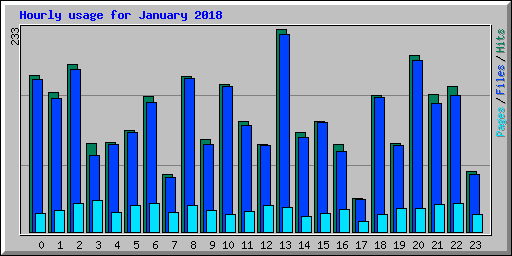 Hourly usage for January 2018
233
Pages/Files/Hits
0 1 2 3 4 5 6 7 8 9 10 11 12 13 14 15 16 17 18 19 20 21 22 23